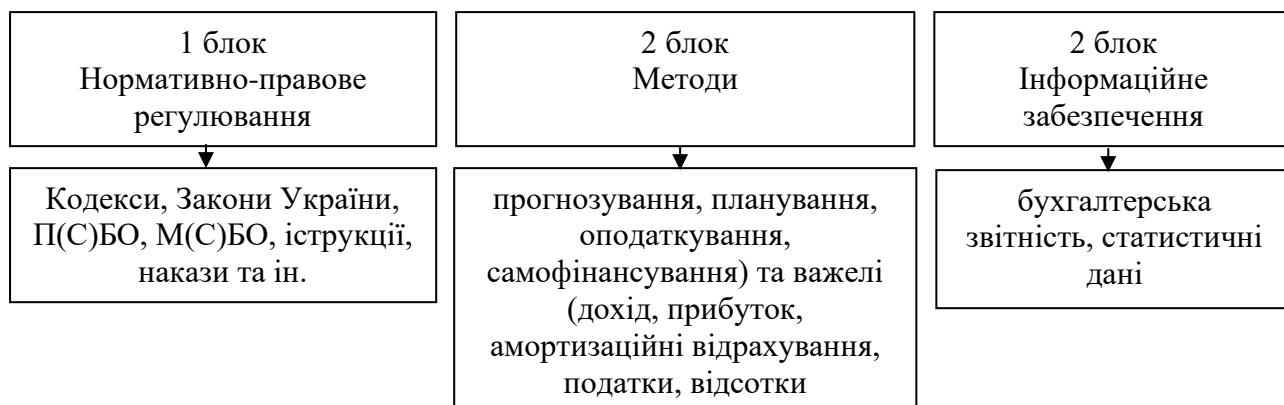 1 блок
Нормативно-правове
регулювання
2 блок
Методи
2 блок
Інформаційне
забезпечення
Кодекси, Закони України,
П(С)БО, М(С)БО, іструкції,
накази та ін.
прогнозування, планування,
оподаткування,
самофінансування) та важелі
(дохід, прибуток,
амортизаційні відрахування,
податки, відсотки
бухгалтерська
звітність, статистичні
дані